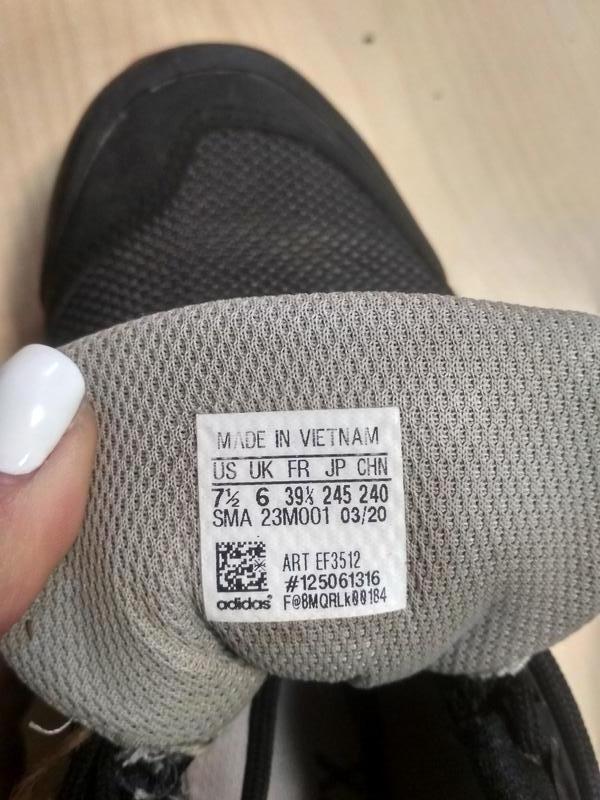 MADE IN VIETNAM
US UK FR JP CHN
7½ 6 39⅓ 245 240
SMA 23M001 03/20
ART EF3512
#125061316
adidas F@8MQRLk00184